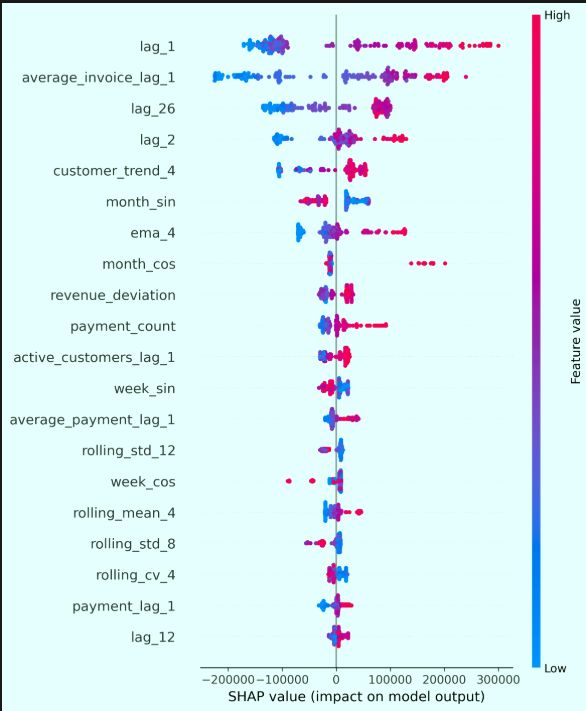 High
lag_1
average_invoice_lag_1
lag_26
lag_2
customer_trend_4
month_sin
ema_4
month_cos
revenue_deviation
payment_count
active_customers_lag_1
week_sin
average_payment_lag_1
rolling_std_12
week_cos
rolling_mean_4
rolling_std_8
rolling_cv_4
payment_lag_1
lag_12
Feature value
Low
−200000 −100000 0 100000 200000 300000
SHAP value (impact on model output)